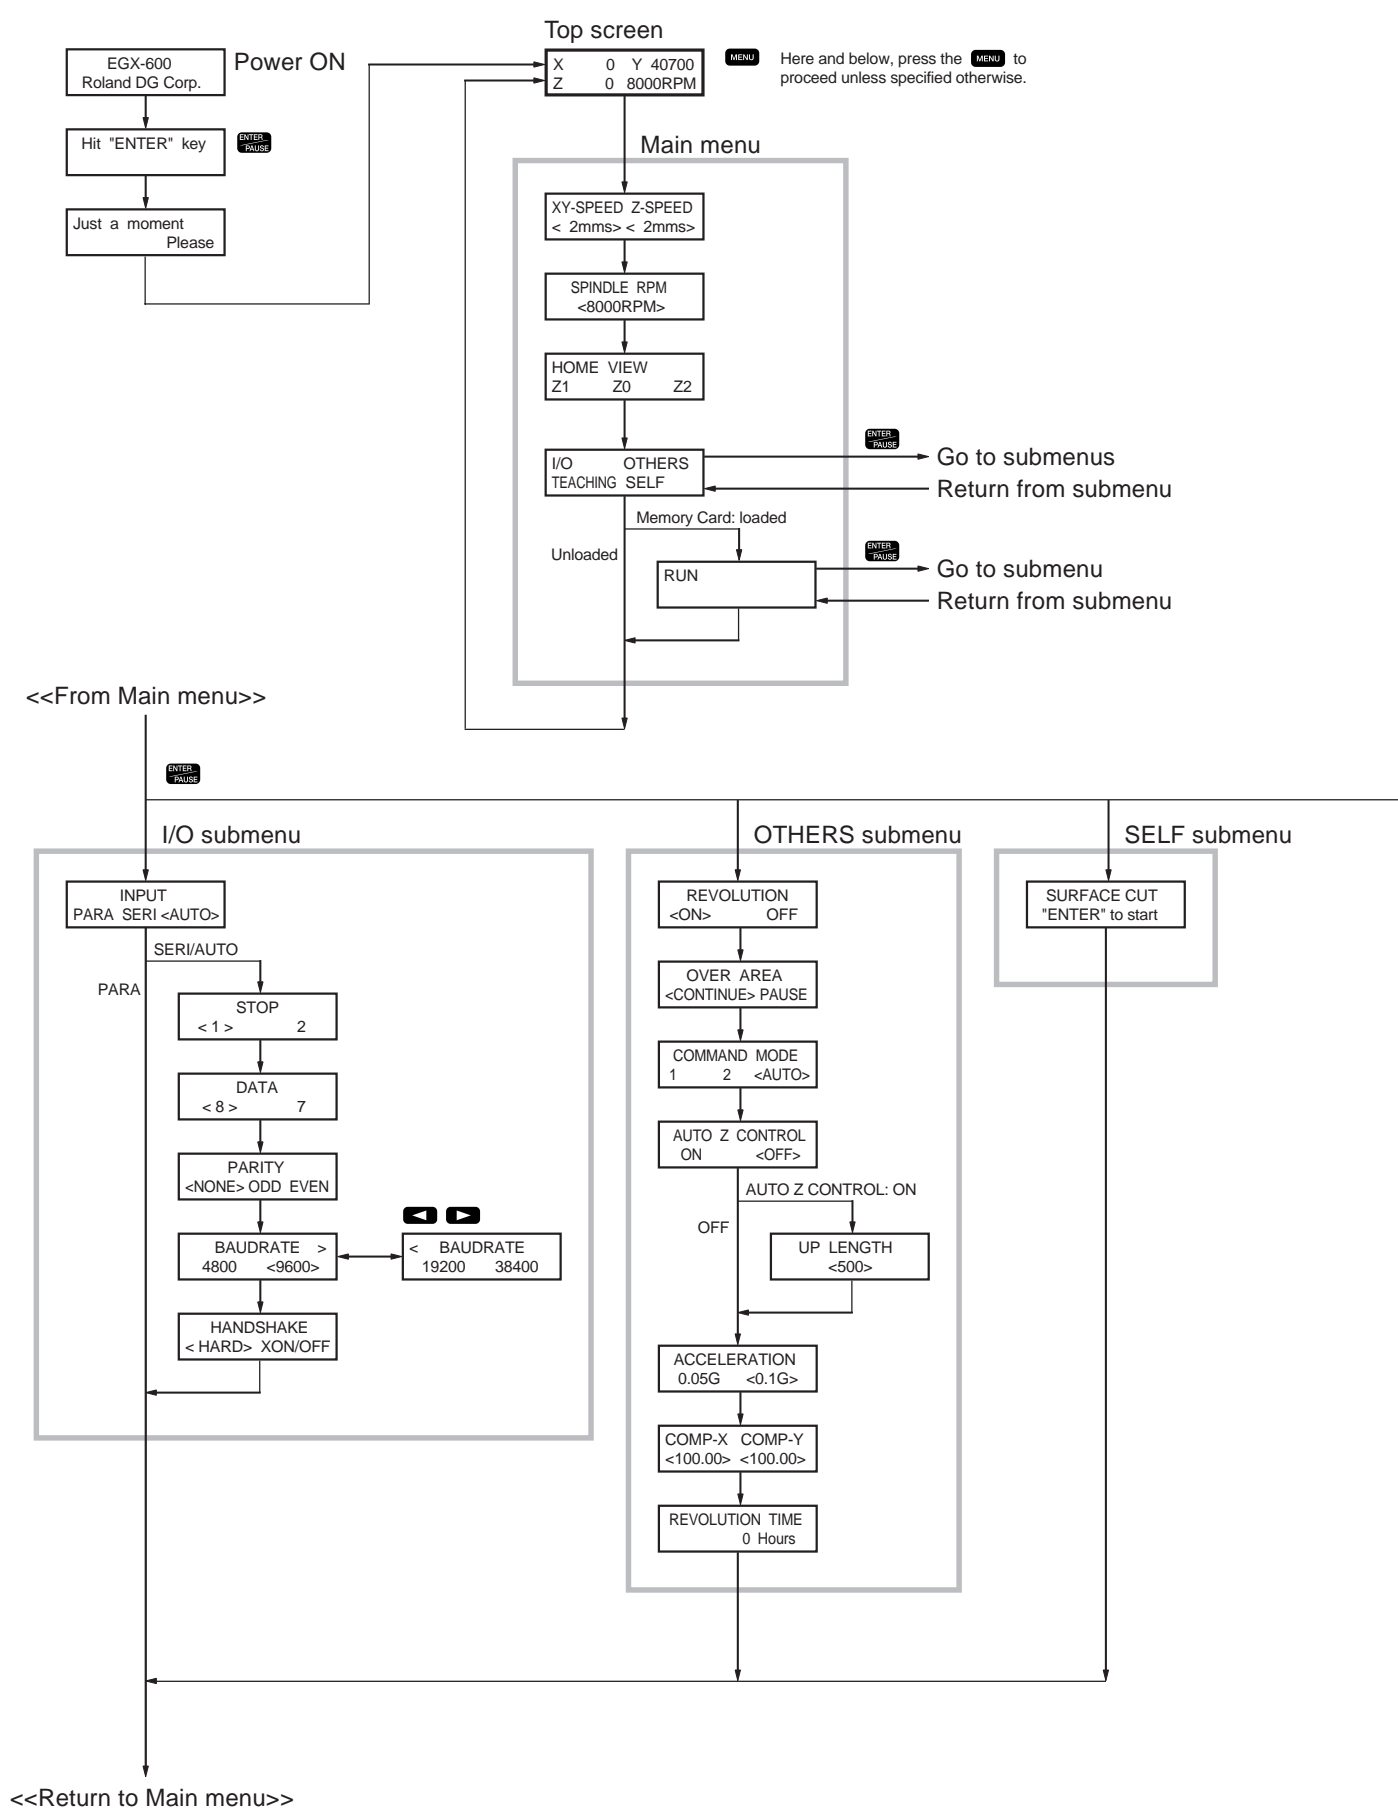 EGX-600
Roland DG Corp.
Power ON
Hit "ENTER" key
ENTER
PAUSE
Just a moment
Please
Top screen
X 0 Y 40700
Z 0 8000RPM
MENU
Here and below, press the MENU to
proceed unless specified otherwise.
Main menu
XY-SPEED Z-SPEED
< 2mms> < 2mms>
SPINDLE RPM
<8000RPM>
HOME VIEW
Z1 Z0 Z2
I/O OTHERS
TEACHING SELF
ENTER
PAUSE
Go to submenus
Return from submenu
Memory Card: loaded
Unloaded
RUN
ENTER
PAUSE
Go to submenu
Return from submenu
<<From Main menu>>
ENTER
PAUSE
I/O submenu
INPUT
PARA SERI <AUTO>
SERI/AUTO
PARA
STOP
< 1 > 2
DATA
< 8 > 7
PARITY
<NONE> ODD EVEN
BAUDRATE >
4800 <9600>
< BAUDRATE
19200 38400
HANDSHAKE
< HARD> XON/OFF
OTHERS submenu
REVOLUTION
<ON> OFF
OVER AREA
<CONTINUE> PAUSE
COMMAND MODE
1 2 <AUTO>
AUTO Z CONTROL
ON <OFF>
AUTO Z CONTROL: ON
OFF
UP LENGTH
<500>
ACCELERATION
0.05G <0.1G>
COMP-X COMP-Y
<100.00> <100.00>
REVOLUTION TIME
0 Hours
SELF submenu
SURFACE CUT
"ENTER" to start
<<Return to Main menu>>